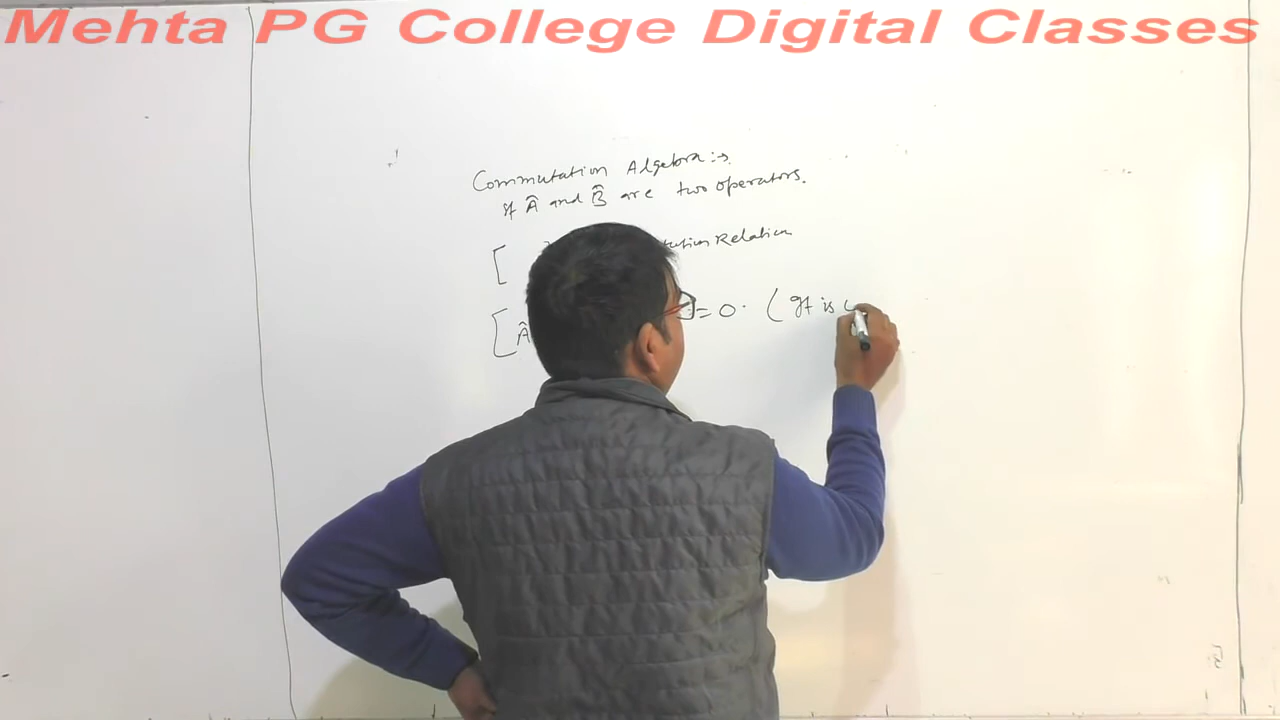 Mehta PG College Digital Classes
Commutation Algebra :→
If Â and B̂ are two operators.
[ Relation
[Â = 0. ( It is